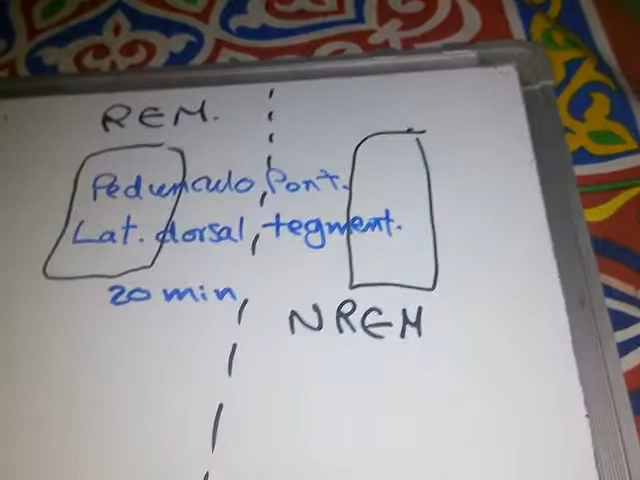 REM.
Pedunculo, Pont.
Lat. dorsal, tegment.
20 min,
NREM